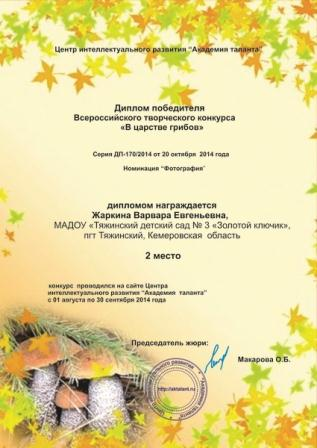 Центр интеллектуального развития "Академия таланта"
Диплом победителя
Всероссийского творческого конкурса
«В царстве грибов»
Серия ДП-170/2014 от 20 октября 2014 года
Номинация "Фотография"
дипломом награждается
Жаркина Варвара Евгеньевна,
МАДОУ «Тяжинский детский сад № 3 «Золотой ключик»,
пгт Тяжинский, Кемеровская область
2 место
конкурс проводился на сайте Центра
интеллектуального развития "Академия таланта"
с 01 августа по 30 сентября 2014 года
Председатель жюри:
Макарова О.Б.
http://aktalant.ru